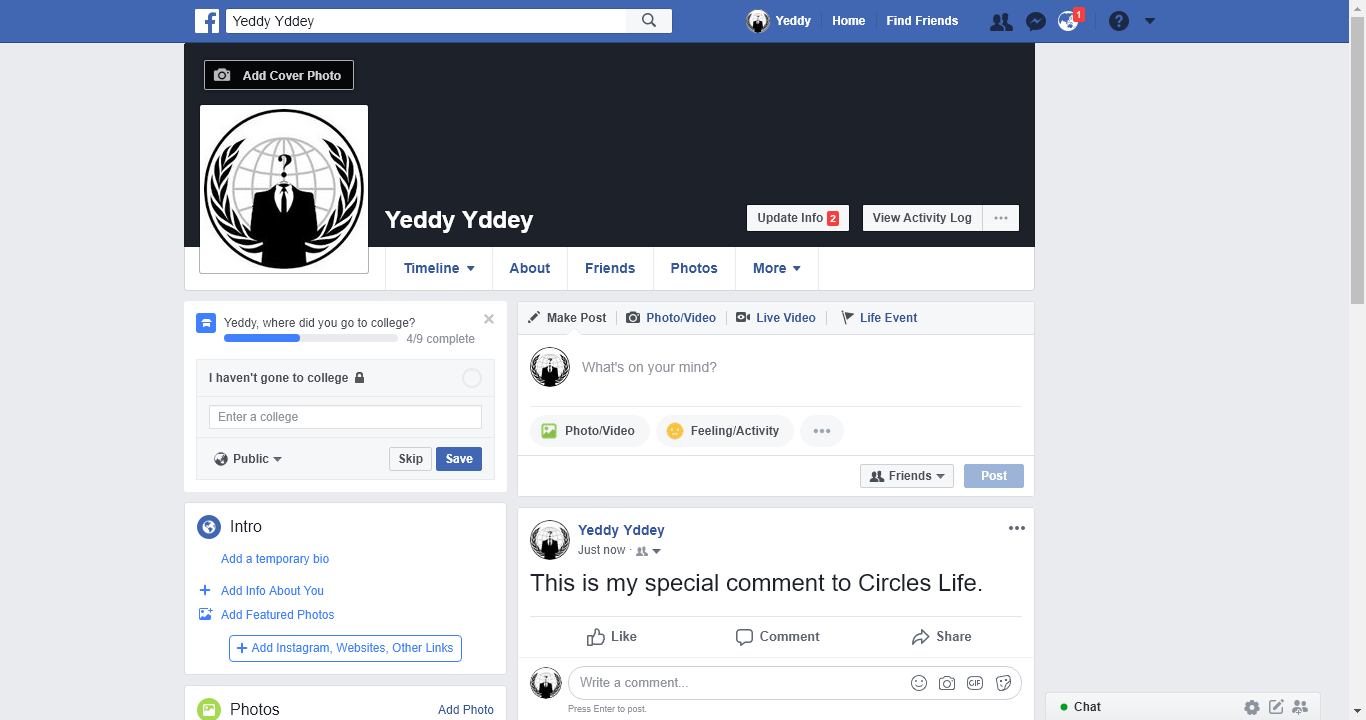 Yeddy Yddey
Yeddy Home Find Friends 1
Add Cover Photo
Yeddy Yddey
Update Info 2 View Activity Log
Timeline About Friends Photos More
Yeddy, where did you go to college?
4/9 complete
I haven't gone to college
Enter a college
Public Skip Save
Intro
Add a temporary bio
Add Info About You
Add Featured Photos
Add Instagram, Websites, Other Links
Photos Add Photo
Make Post Photo/Video Live Video Life Event
What's on your mind?
Photo/Video Feeling/Activity
Friends Post
Yeddy Yddey
Just now
This is my special comment to Circles Life.
Like Comment Share
Write a comment... GIF
Press Enter to post.
Chat